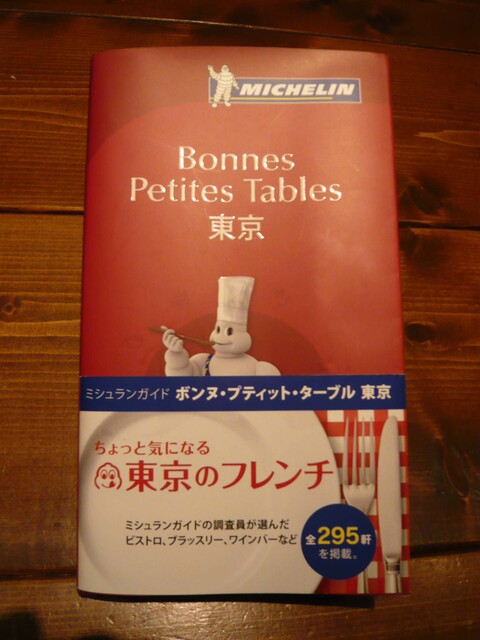 MICHELIN
Bonnes
Petites Tables
東京
ミシュランガイド ボンヌ・プティット・ターブル 東京
ちょっと気になる
東京のフレンチ
ミシュランガイドの調査員が選んだ
ビストロ、ブラッスリー、ワインバーなど
全295軒
を掲載。